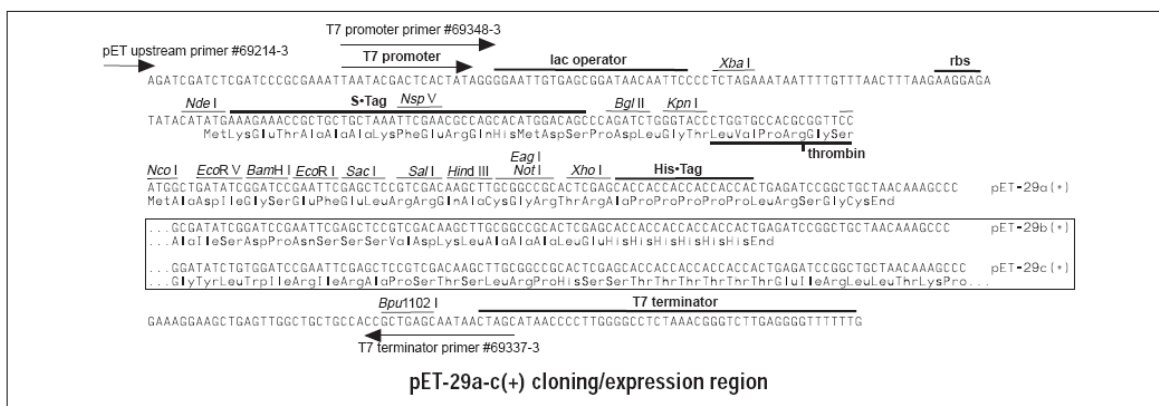 T7 promoter primer #69348-3
pET upstream primer #69214-3
T7 promoter
lac operator
Xba I
rbs
AGATCGATCTCGATCCCGCGAAATTAATACGACTCACTATAGGGGAATTGTGAGCGGATAACAATTCCCCTCTAGAAATAATTTTGTTTAACTTTAAGAAGGAGA
Nde I
S•Tag
Nsp V
Bgl II
Kpn I
TATACATATGAAAGAAACCGCTGCTGCTAAATTCGAACGCCAGCACATGGACAGCCCAGATCTGGGTACCCTGGTGCCACGCGGTTCC
MetLysGluThrAlaAlaAlaLysPheGluArgGlnHisMetAspSerProAspLeuGlyThrLeuValProArgGlySer
thrombin
Nco I EcoR V BamH I EcoR I Sac I Sal I Hind III Eag I Not I Xho I His•Tag
ATGGCTGATATCGGATCCGAATTCGAGCTCCGTCGACAAGCTTGCGGCCGCACTCGAGCACCACCACCACCACCACTGAGATCCGGCTGCTAACAAAGCCC pET-29a(+)
MetAlaAspIleGlySerGluPheGluLeuArgArgGlnAlaCysGlyArgThrArgAlaProProProProProProLeuArgSerGlyCysEnd
...GCGATATCGGATCCGAATTCGAGCTCCGTCGACAAGCTTGCGGCCGCACTCGAGCACCACCACCACCACCACTGAGATCCGGCTGCTAACAAAGCCC pET-29b(+)
...AlaIleSerAspProAsnSerSerSerValAspLysLeuAlaAlaAlaLeuGluHisHisHisHisHisHisEnd
...GGATATCTGTGGATCCGAATTCGAGCTCCGTCGACAAGCTTGCGGCCGCACTCGAGCACCACCACCACCACCACTGAGATCCGGCTGCTAACAAAGCCC pET-29c(+)
...GlyTyrLeuTrpIleArgIleArgAlaProSerThrSerLeuArgProHisSerSerThrThrThrThrThrThrGluIleArgLeuLeuThrLysPro...
Bpu1102 I
T7 terminator
GAAAGGAAGCTGAGTTGGCTGCTGCCACCGCTGAGCAATAACTAGCATAACCCCTTGGGGCCTCTAAACGGGTCTTGAGGGGTTTTTTG
T7 terminator primer #69337-3
pET-29a-c(+) cloning/expression region